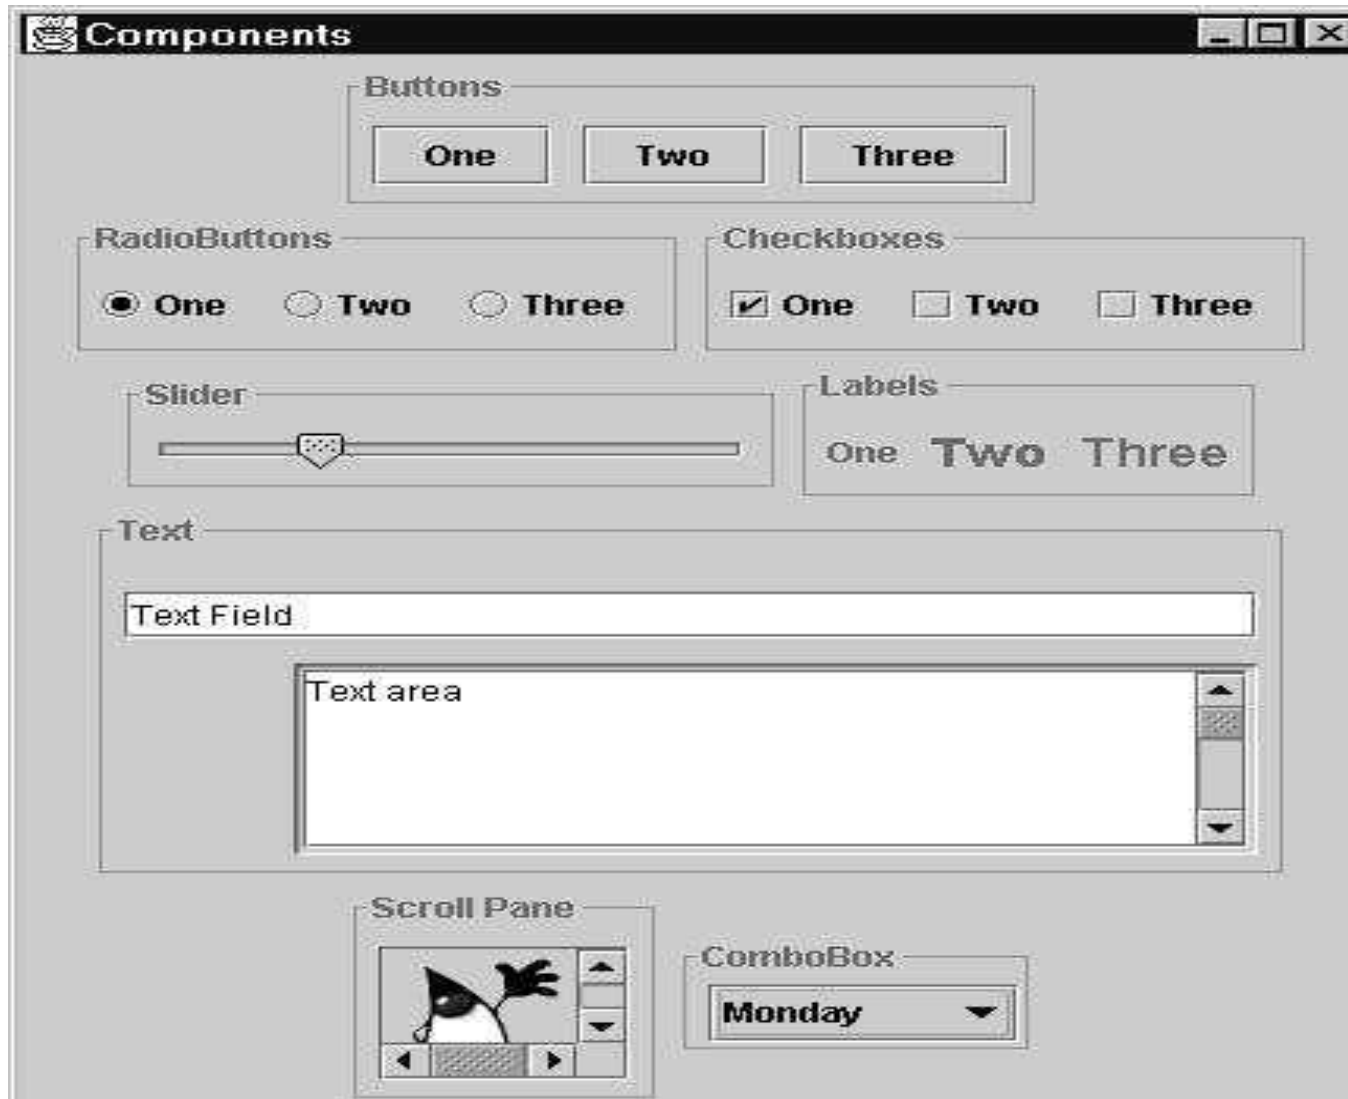 Components
Buttons
One Two Three
RadioButtons
One Two Three
Checkboxes
One Two Three
Slider
Labels
One Two Three
Text
Text Field
Text area
Scroll Pane
ComboBox
Monday